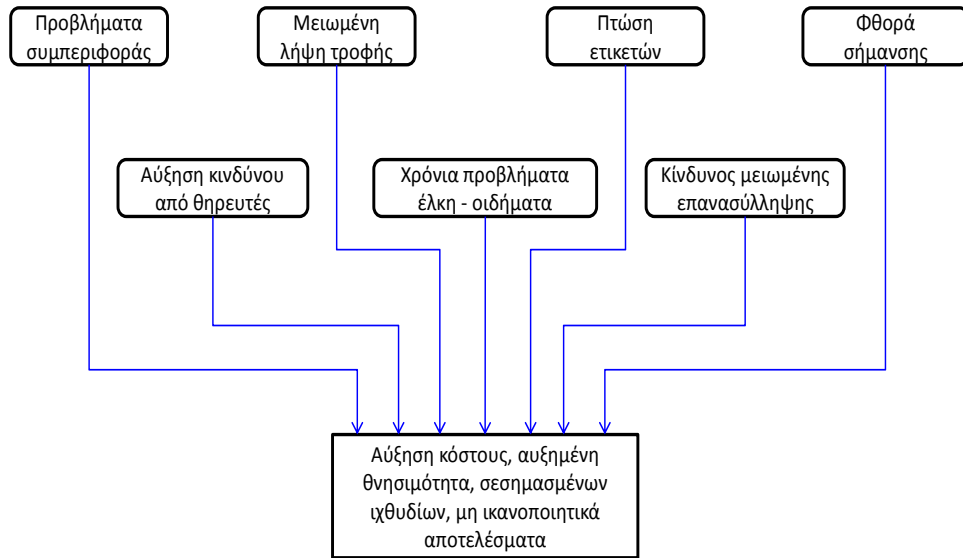 Προβλήματα
συμπεριφοράς
Μειωμένη
λήψη τροφής
Πτώση
ετικετών
Φθορά
σήμανσης
Αύξηση κινδύνου
από θηρευτές
Χρόνια προβλήματα
έλκη - οιδήματα
Κίνδυνος μειωμένης
επανασύλληψης
Αύξηση κόστους, αυξημένη
θνησιμότητα, σεσημασμένων
ιχθυδίων, μη ικανοποιητικά
αποτελέσματα